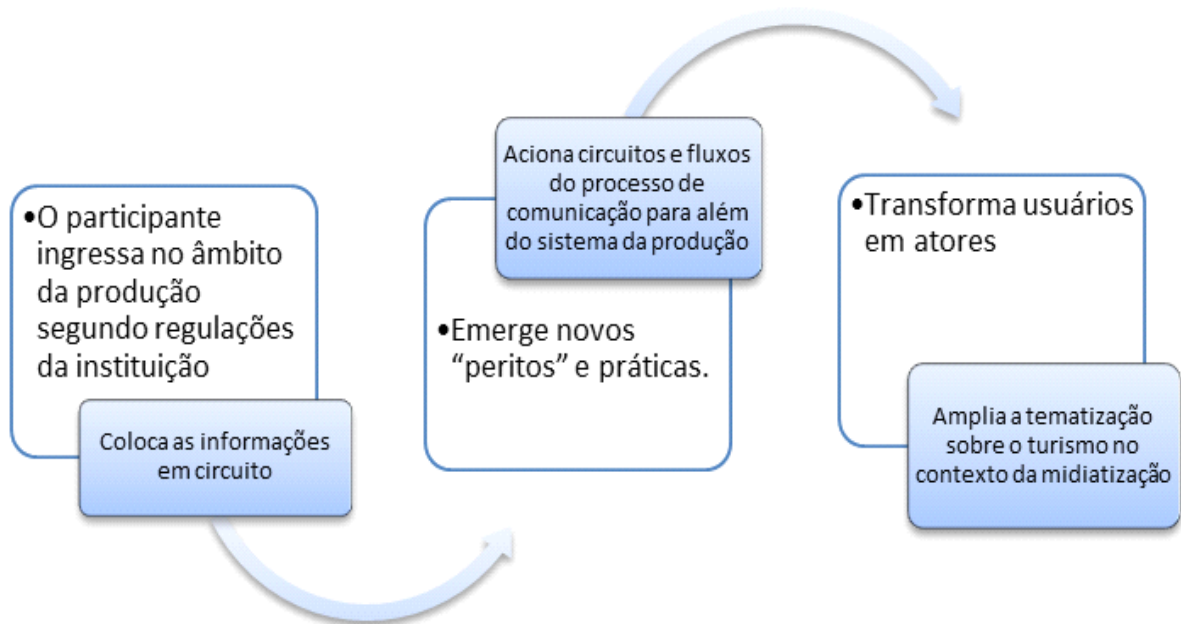 •O participante
ingressa no âmbito
da produção
segundo regulações
da instituição
Coloca as informações
em circuito
Aciona circuitos e fluxos
do processo de
comunicação para além
do sistema da produção
•Emerge novos
“peritos” e práticas.
•Transforma usuários
em atores
Amplia a tematização
sobre o turismo no
contexto da midiatização